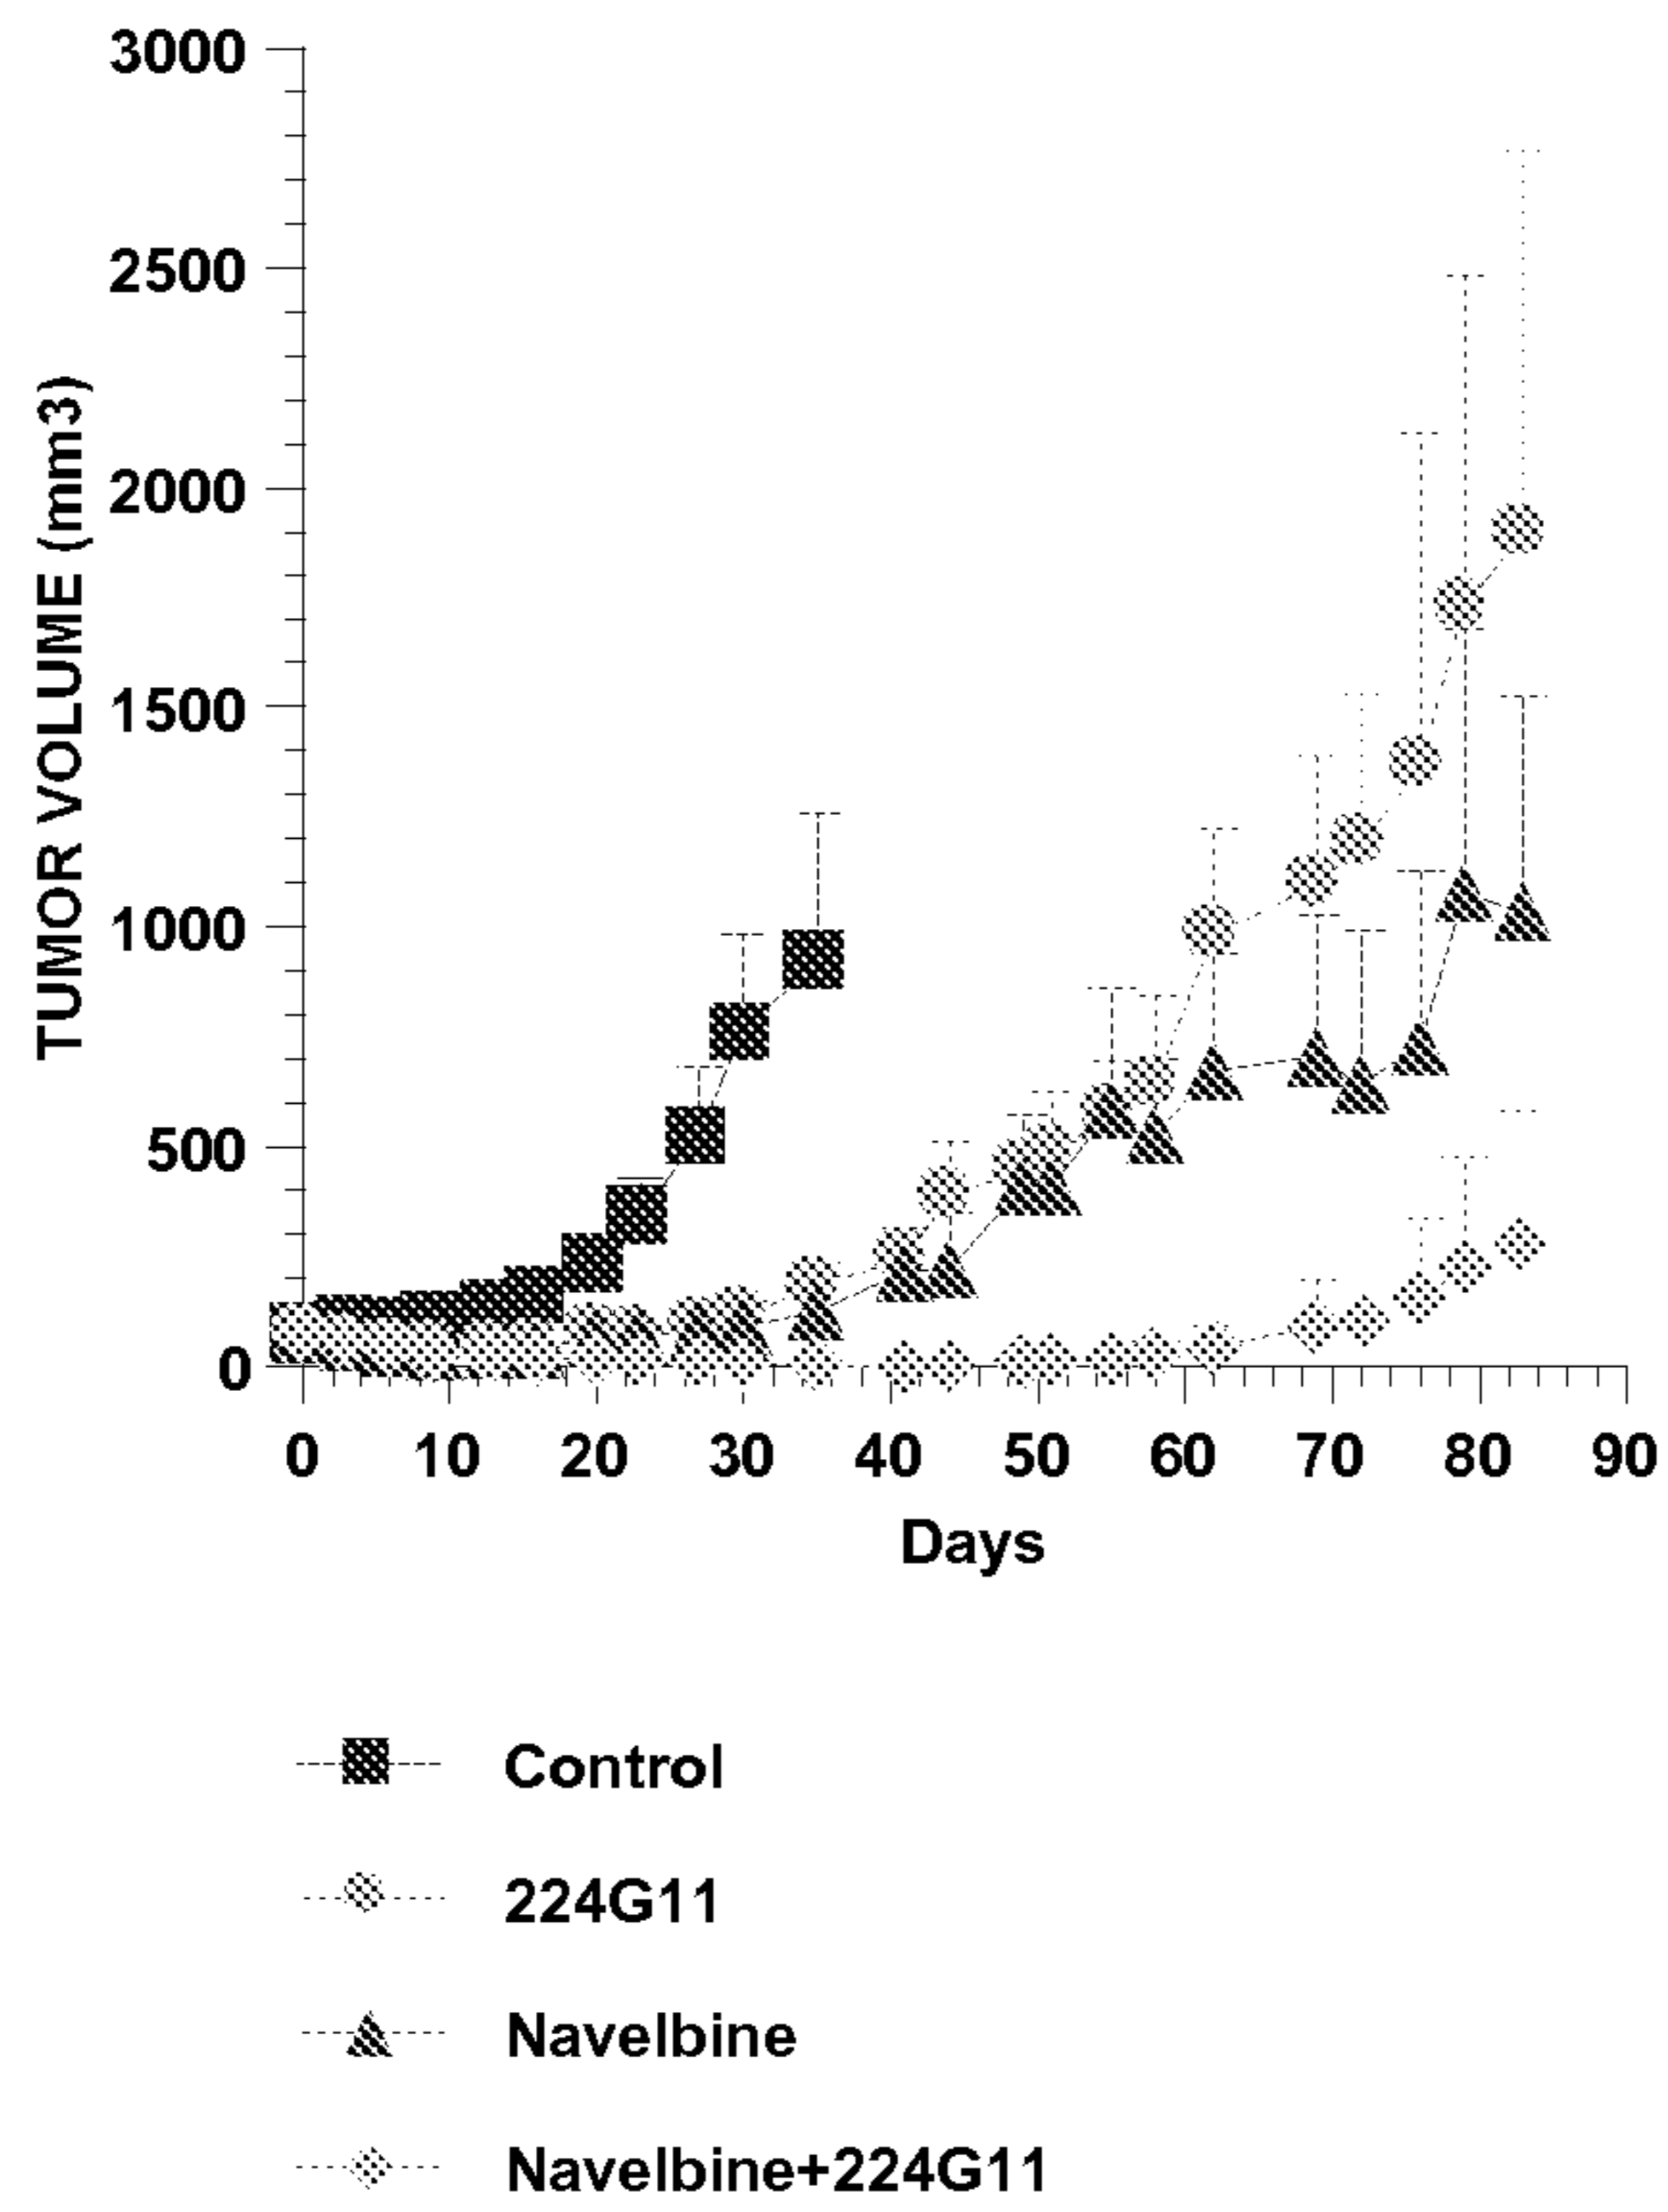 3000
2500
2000
1500
1000
500
0
TUMOR VOLUME (mm3)
0 10 20 30 40 50 60 70 80 90
Days
Control
224G11
Navelbine
Navelbine+224G11